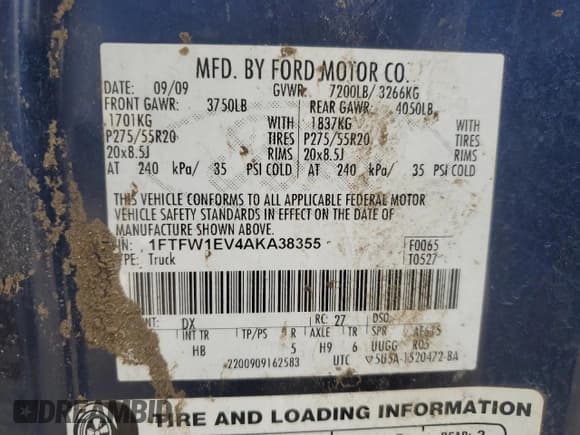 MFD. BY FORD MOTOR CO.
DATE: 09/09 GVWR: 7200LB/ 3266KG
FRONT GAWR: 3750LB REAR GAWR: 4050LB
1701KG WITH 1837KG WITH
P275/55R20 TIRES P275/55R20 TIRES
20x8.5J RIMS 20x8.5J RIMS
AT 240 kPa/ 35 PSI COLD AT 240 kPa/ 35 PSI COLD
THIS VEHICLE CONFORMS TO ALL APPLICABLE FEDERAL MOTOR
VEHICLE SAFETY STANDARDS IN EFFECT ON THE DATE OF
MANUFACTURE SHOWN ABOVE.
1FTFW1EV4AKA38355 F0065
TYPE: Truck T0527
DX RC: 27 DSO:
INT TR TP/PS R AXLE TR SPR
HB 5 H9 6 UUGG
2200909162583 UTC
TIRE AND LOADING INFORMATION
DREAMBID